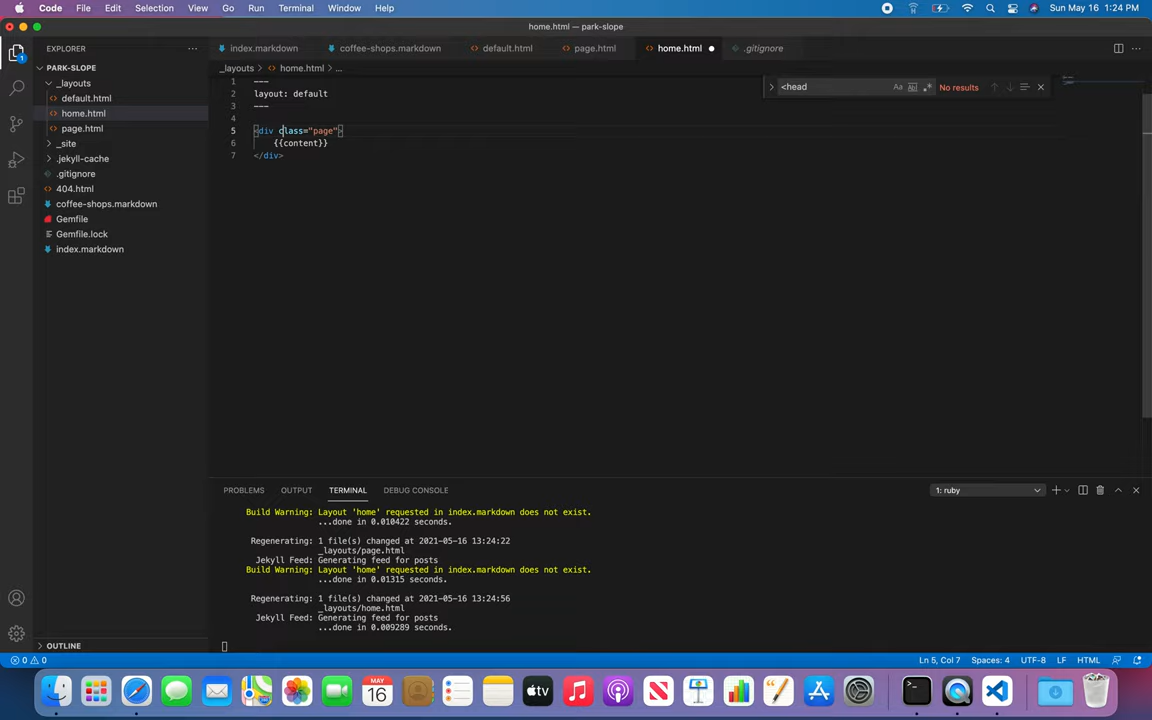 Code File Edit Selection View Go Run Terminal Window Help Sun May 16 1:24 PM
home.html — park-slope
EXPLORER
index.markdown coffee-shops.markdown default.html page.html home.html .gitignore
PARK-SLOPE
_layouts > home.html > ...
_layouts
default.html
home.html
page.html
_site
.jekyll-cache
.gitignore
404.html
coffee-shops.markdown
Gemfile
Gemfile.lock
index.markdown
OUTLINE
<head Aa Ab| .* No results
1 ---
2 layout: default
3 ---
4
5 <div class="page">
6 {{content}}
7 </div>
PROBLEMS OUTPUT TERMINAL DEBUG CONSOLE 1: ruby
Build Warning: Layout 'home' requested in index.markdown does not exist.
...done in 0.010422 seconds.
Regenerating: 1 file(s) changed at 2021-05-16 13:24:22
_layouts/page.html
Jekyll Feed: Generating feed for posts
Build Warning: Layout 'home' requested in index.markdown does not exist.
...done in 0.01315 seconds.
Regenerating: 1 file(s) changed at 2021-05-16 13:24:56
_layouts/home.html
Jekyll Feed: Generating feed for posts
...done in 0.009289 seconds.
0 0 Ln 5, Col 7 Spaces: 4 UTF-8 LF HTML
MAY
16
tv